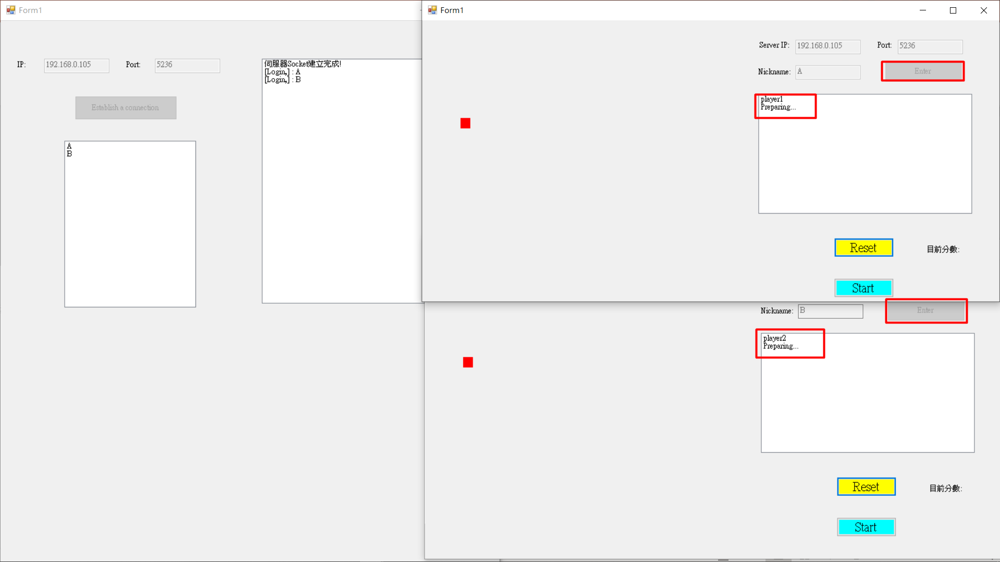 Form1
IP:
192.168.0.105
Port:
5236
Establish a connection
A
B
伺服器Socket建立完成!
[Login,] : A
[Login,] : B
Form1
Server IP:
192.168.0.105
Port:
5236
Nickname:
A
Enter
player1
Preparing...
Reset
目前分數:
Start
Nickname:
B
Enter
player2
Preparing...
Reset
目前分數:
Start